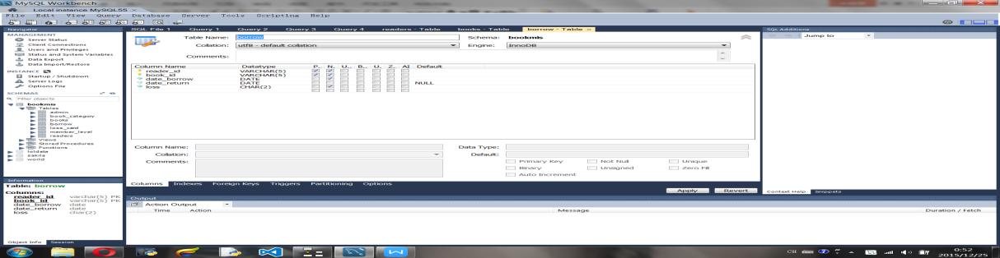 MySQL Workbench
Local instance MySQL55 ×
File Edit View Query Database Server Tools Scripting Help
Navigator
MANAGEMENT
Server Status
Client Connections
Users and Privileges
Status and System Variables
Data Export
Data Import/Restore
INSTANCE
Startup / Shutdown
Server Logs
Options File
SCHEMAS
Filter objects
bookmis
Tables
admin
book_category
books
borrow
loss_card
member_level
readers
Views
Stored Procedures
Functions
sakila
world
Information
Table: borrow
Columns:
reader_id varchar(5) PK
book_id varchar(5) PK
date_borrow date
date_return date
loss char(2)
Object Info Session
SQL File 1 Query 1 Query 2 Query 3 Query 4 readers - Table books - Table borrow - Table ×
Table Name: borrow Schema: bookmis
Collation: utf8 - default collation Engine: InnoDB
Comments:
Column Name Datatype P.. N.. U.. B.. U.. Z.. AI Default
reader_id VARCHAR(5)
book_id VARCHAR(5)
date_borrow DATE
date_return DATE NULL
loss CHAR(2)
Column Name: Data Type:
Collation: Default:
Comments: Primary Key Not Null Unique
Binary Unsigned Zero Fill
Auto Increment
Columns Indexes Foreign Keys Triggers Partitioning Options
Apply Revert
Output
Action Output
Time Action Message Duration / Fetch
SQL Additions
Jump to
Context Help Snippets
CH
0:52
2015/12/25